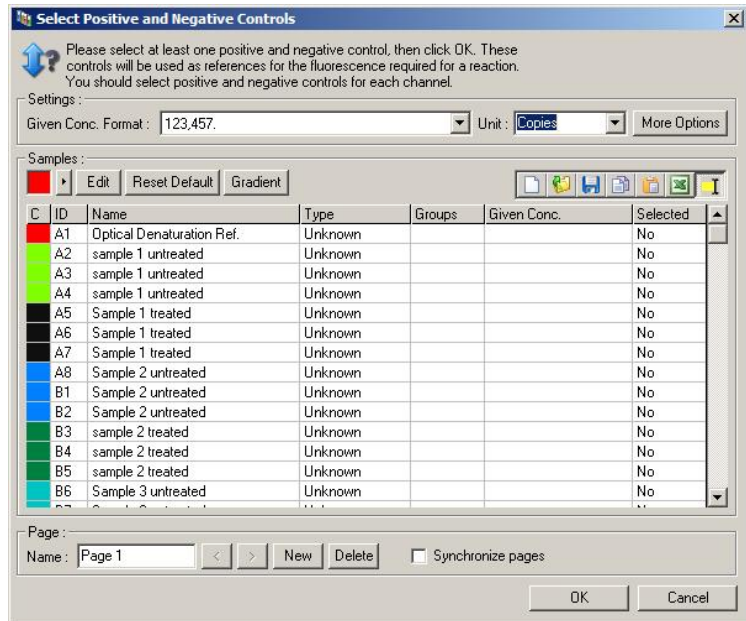 Select Positive and Negative Controls
Please select at least one positive and negative control, then click OK. These
controls will be used as references for the fluorescence required for a reaction.
You should select positive and negative controls for each channel.
Settings :
Given Conc. Format : 123,457. Unit : Copies More Options
Samples :
Edit Reset Default Gradient
C ID Name Type Groups Given Conc. Selected
A1 Optical Denaturation Ref. Unknown No
A2 sample 1 untreated Unknown No
A3 sample 1 untreated Unknown No
A4 sample 1 untreated Unknown No
A5 Sample 1 treated Unknown No
A6 Sample 1 treated Unknown No
A7 Sample 1 treated Unknown No
A8 Sample 2 untreated Unknown No
B1 Sample 2 untreated Unknown No
B2 Sample 2 untreated Unknown No
B3 sample 2 treated Unknown No
B4 sample 2 treated Unknown No
B5 sample 2 treated Unknown No
B6 Sample 3 untreated Unknown No
Page :
Name : Page 1 < > New Delete Synchronize pages
OK Cancel